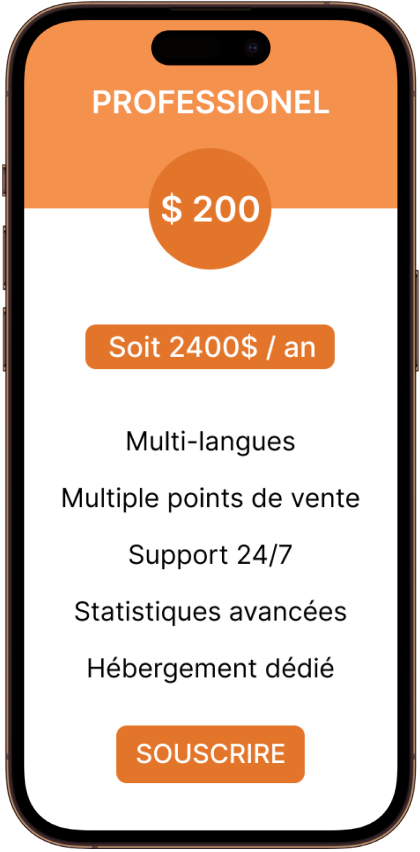 PROFESSIONEL
$ 200
Soit 2400$ / an
Multi-langues
Multiple points de vente
Support 24/7
Statistiques avancées
Hébergement dédié
SOUSCRIRE